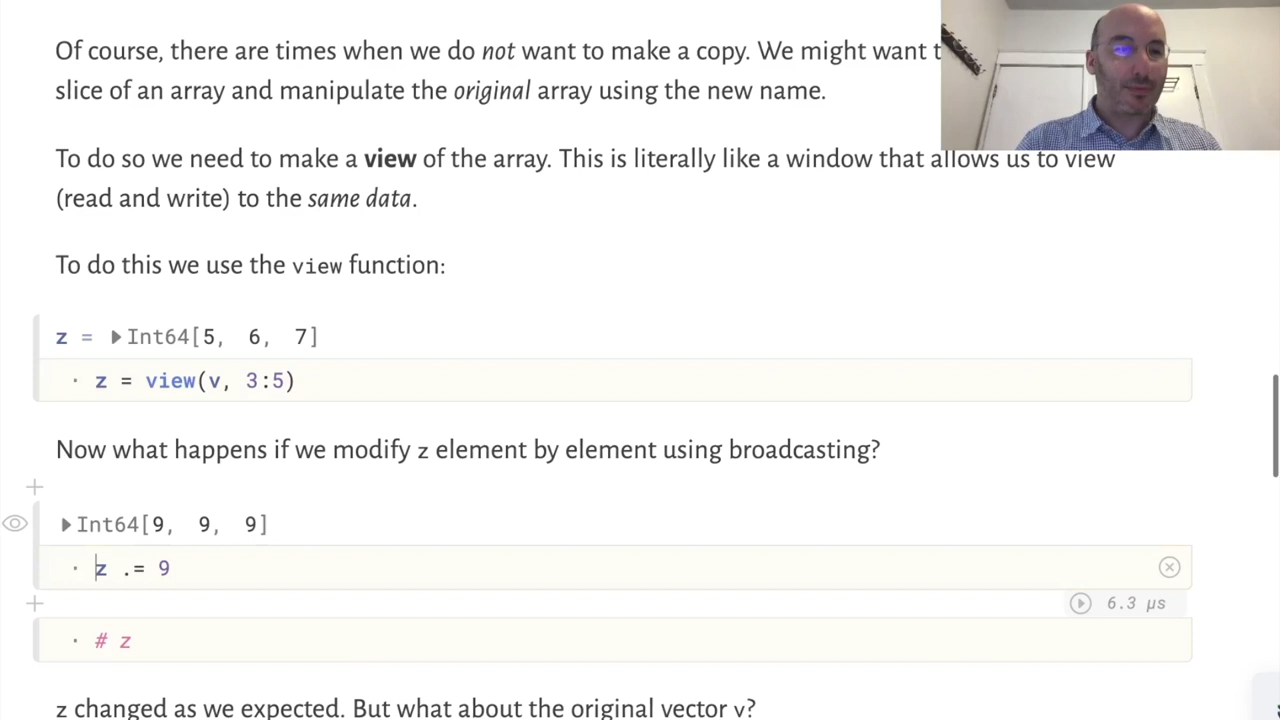 Of course, there are times when we do not want to make a copy. We might want
slice of an array and manipulate the original array using the new name.
To do so we need to make a view of the array. This is literally like a window that allows us to view
(read and write) to the same data.
To do this we use the view function:
z = ▶Int64[5, 6, 7]
· z = view(v, 3:5)
Now what happens if we modify z element by element using broadcasting?
▶Int64[9, 9, 9]
· z .= 9
6.3 μs
· # z
z changed as we expected. But what about the original vector v?